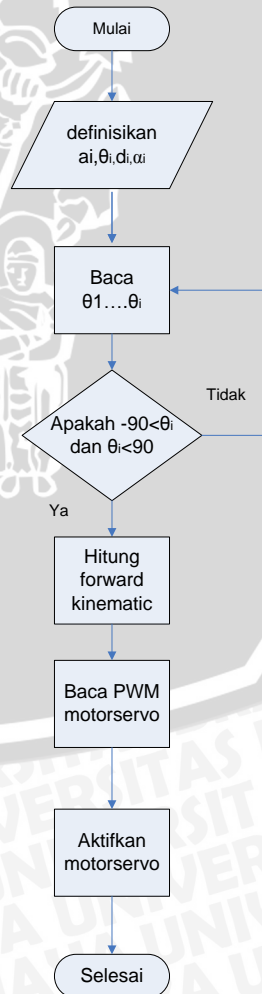 Mulai
definisikan
ai,θi,di,αi
Baca
θ1....θi
Tidak
Apakah -90<θi
dan θi<90
Ya
Hitung
forward
kinematic
Baca PWM
motorservo
Aktifkan
motorservo
Selesai